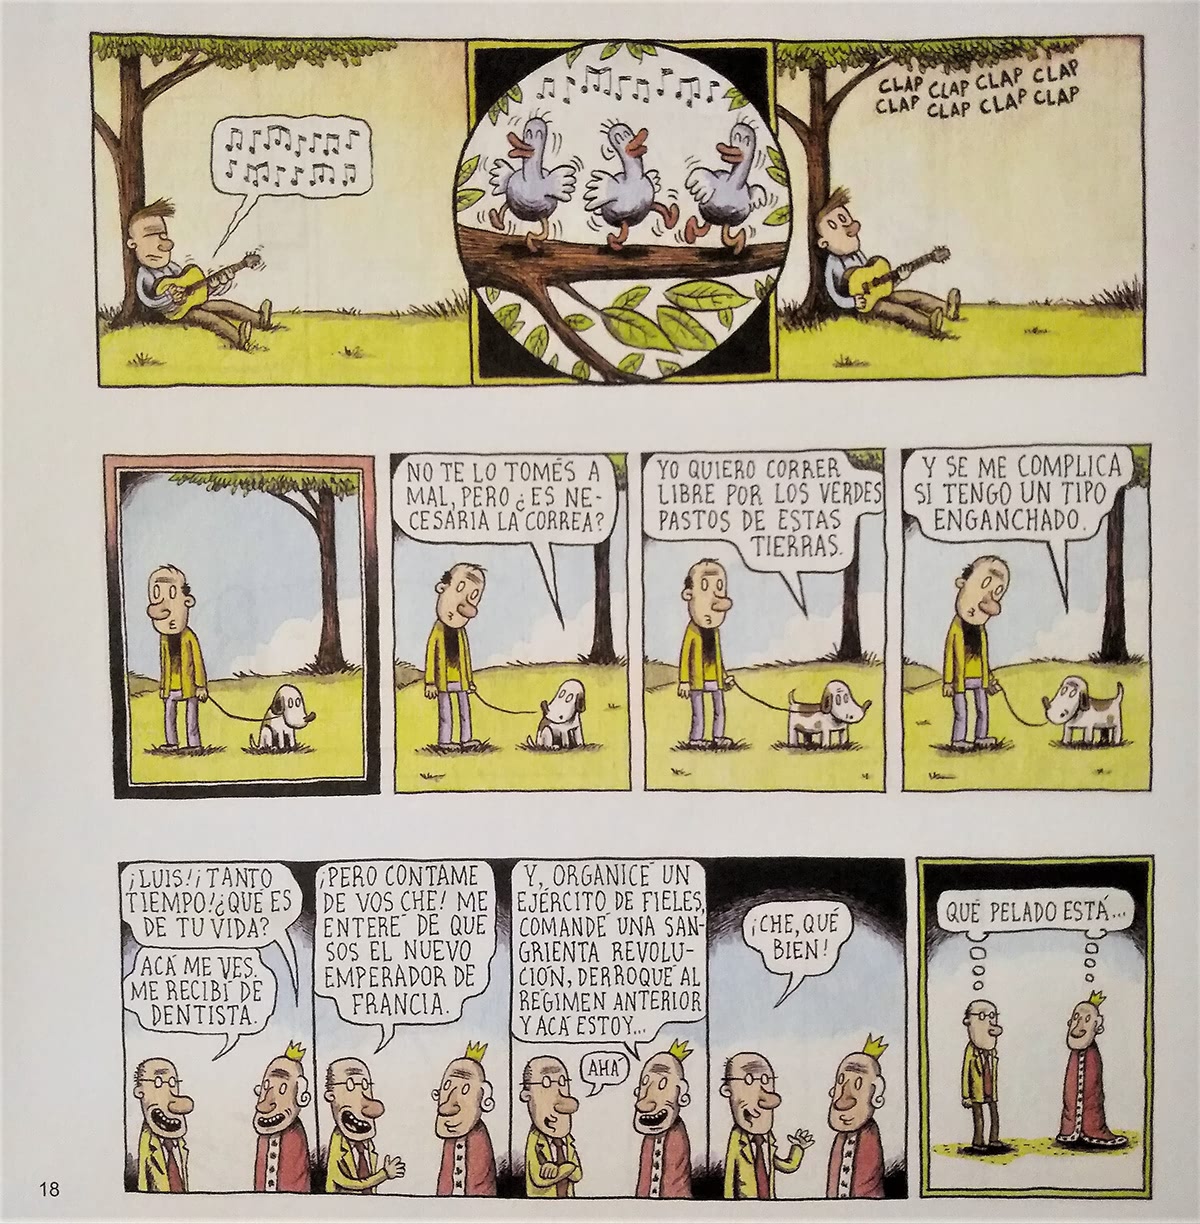 CLAP CLAP CLAP CLAP
CLAP CLAP CLAP CLAP
NO TE LO TOMÉS A
MAL, PERO ¿ES NE-
CESARIA LA CORREA?
YO QUIERO CORRER
LIBRE POR LOS VERDES
PASTOS DE ESTAS
TIERRAS.
Y SE ME COMPLICA
SI TENGO UN TIPO
ENGANCHADO.
¡LUIS! ¡TANTO
TIEMPO! ¿QUÉ ES
DE TU VIDA?
ACÁ ME VES.
ME RECIBÍ DE
DENTISTA.
¡PERO CONTAME
DE VOS CHE! ME
ENTERÉ DE QUE
SOS EL NUEVO
EMPERADOR DE
FRANCIA.
Y, ORGANICÉ UN
EJÉRCITO DE FIELES,
COMANDÉ UNA SAN-
GRIENTA REVOLU-
CIÓN, DERROQUÉ AL
RÉGIMEN ANTERIOR
Y ACÁ ESTOY...
AHÁ
¡CHE, QUÉ
BIEN!
QUÉ PELADO ESTÁ...
18